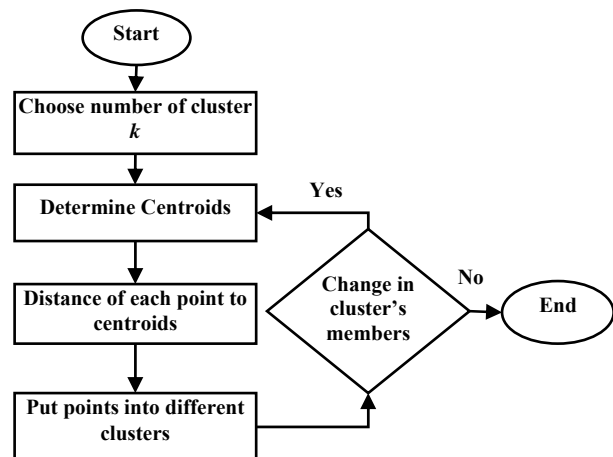 Start
Choose number of cluster
k
Determine Centroids
Distance of each point to
centroids
Put points into different
clusters
Change in
cluster's
members
Yes
No
End